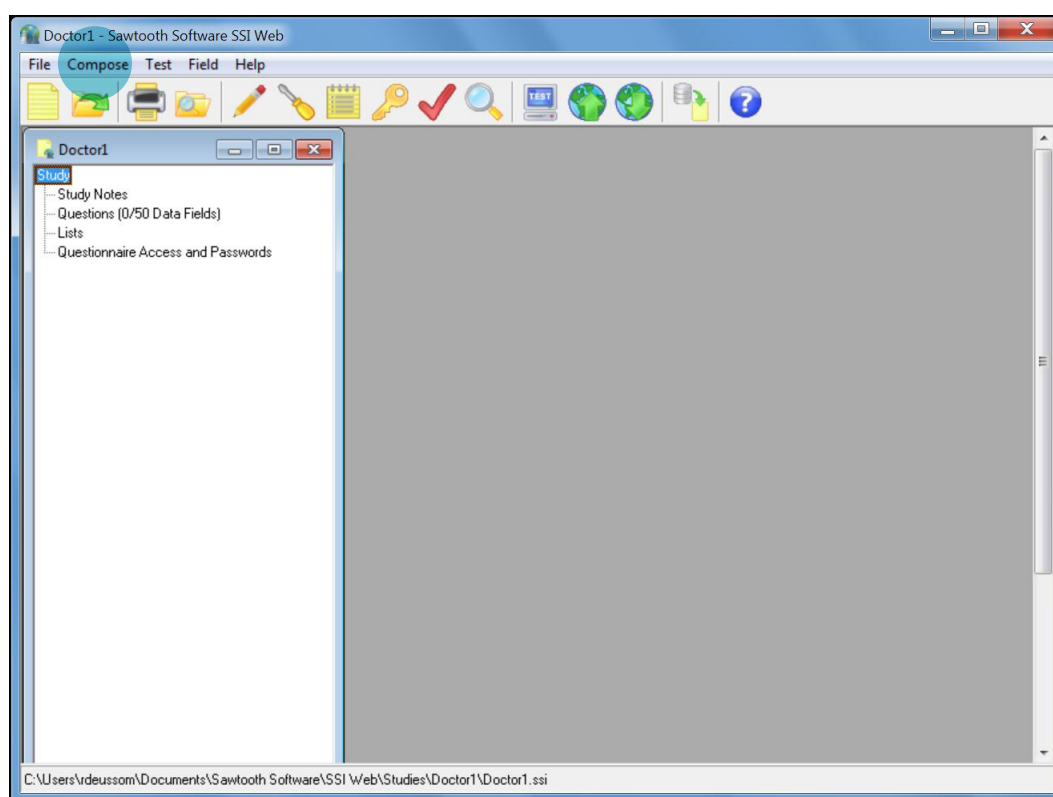 Doctor1 - Sawtooth Software SSI Web
File Compose Test Field Help
TEST
Doctor1
Study
Study Notes
Questions (0/50 Data Fields)
Lists
Questionnaire Access and Passwords
C:\Users\rdeussom\Documents\Sawtooth Software\SSI Web\Studies\Doctor1\Doctor1.ssi